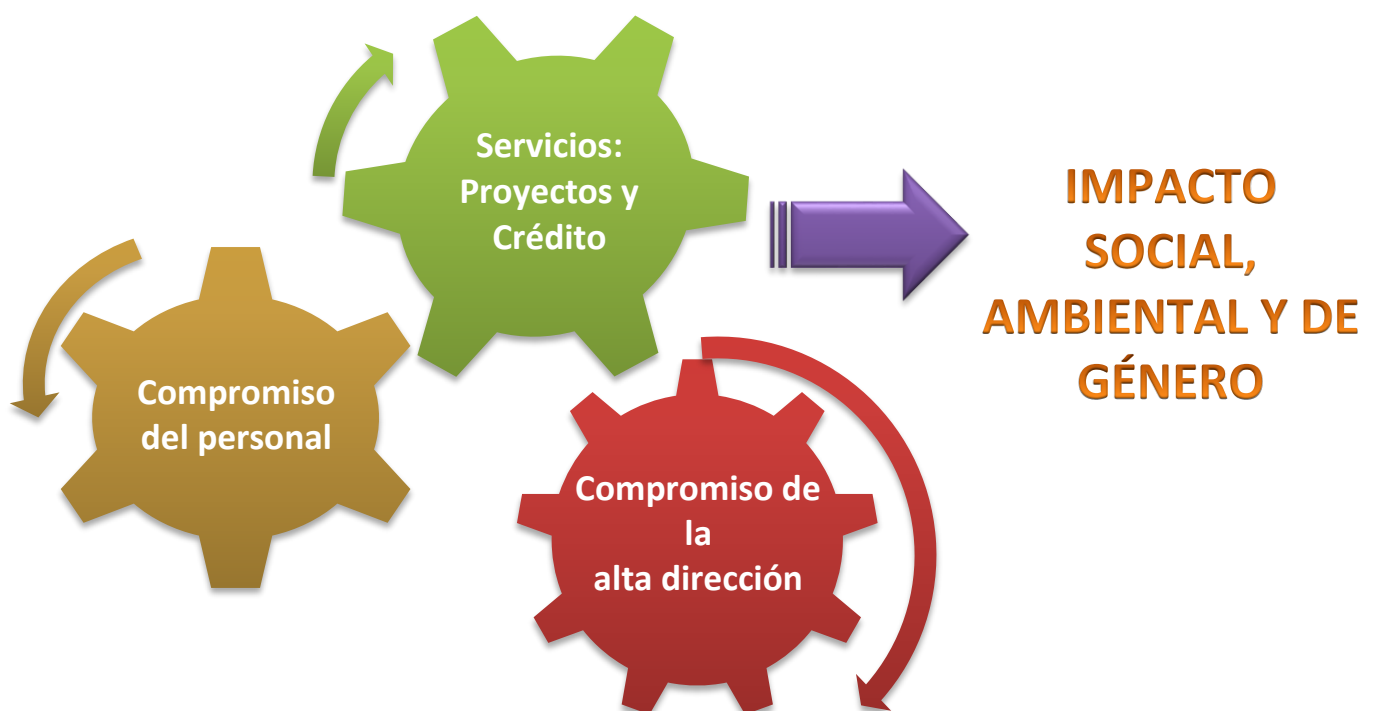 Servicios:
Proyectos y
Crédito
IMPACTO
SOCIAL,
AMBIENTAL Y DE
GÉNERO
Compromiso
del personal
Compromiso de
la
alta dirección